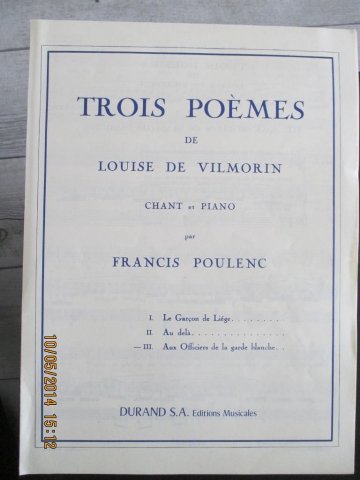 TROIS POÈMES
DE
LOUISE DE VILMORIN
CHANT et PIANO
par
FRANCIS POULENC
I. Le Garçon de Liége........
II. Au delà..............
—III. Aux Officiers de la garde blanche..
DURAND S.A. Editions Musicales
10/05/2014 15:12